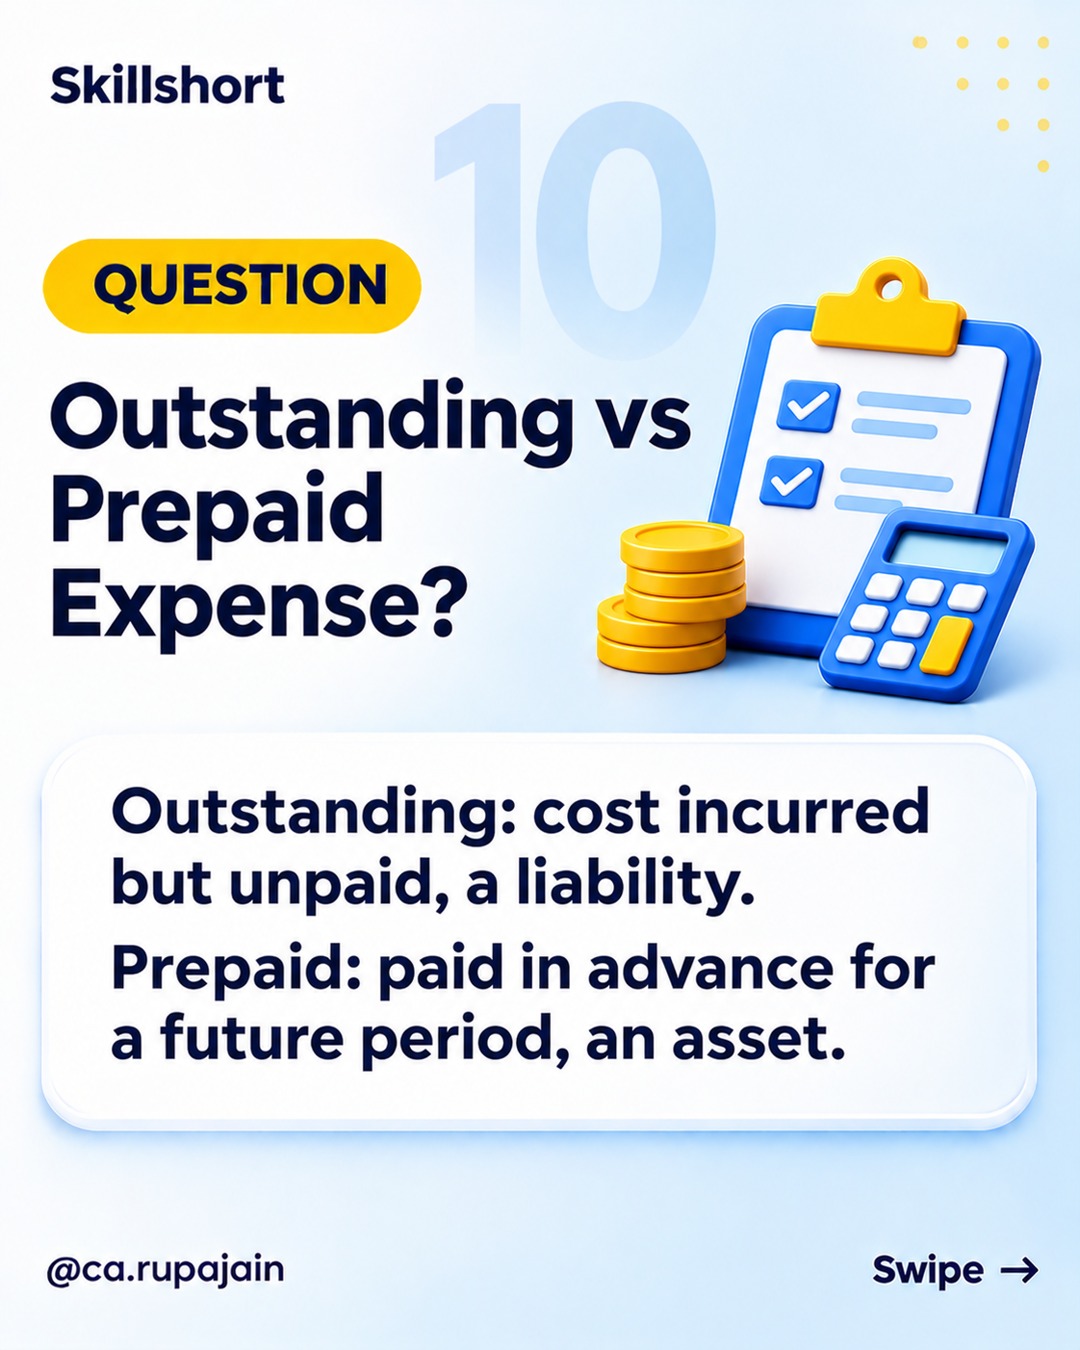 Skillshort
10
QUESTION
Outstanding vs
Prepaid
Expense?
Outstanding: cost incurred
but unpaid, a liability.
Prepaid: paid in advance for
a future period, an asset.
@ca.rupajain
Swipe →